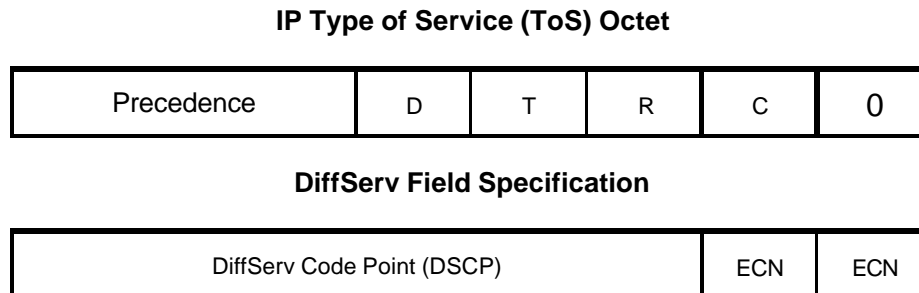 IP Type of Service (ToS) Octet
Precedence D T R C 0
DiffServ Field Specification
DiffServ Code Point (DSCP) ECN ECN